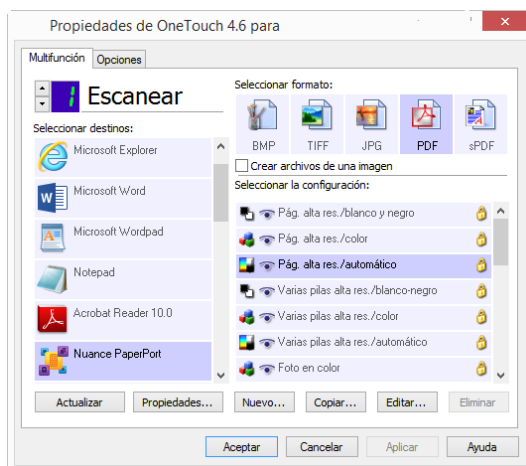 Propiedades de OneTouch 4.6 para
Multifunción Opciones
1 Escanear
Seleccionar destinos:
Microsoft Explorer
Microsoft Word
Microsoft Wordpad
Notepad
Acrobat Reader 10.0
Nuance PaperPort
Seleccionar formato:
BMP TIFF JPG PDF sPDF
Crear archivos de una imagen
Seleccionar la configuración:
Pág. alta res./blanco y negro
Pág. alta res./color
Pág. alta res./automático
Varias pilas alta res./blanco-negro
Varias pilas alta res./color
Varias pilas alta res./automático
Foto en color
Actualizar Propiedades... Nuevo... Copiar... Editar... Eliminar
Aceptar Cancelar Aplicar Ayuda